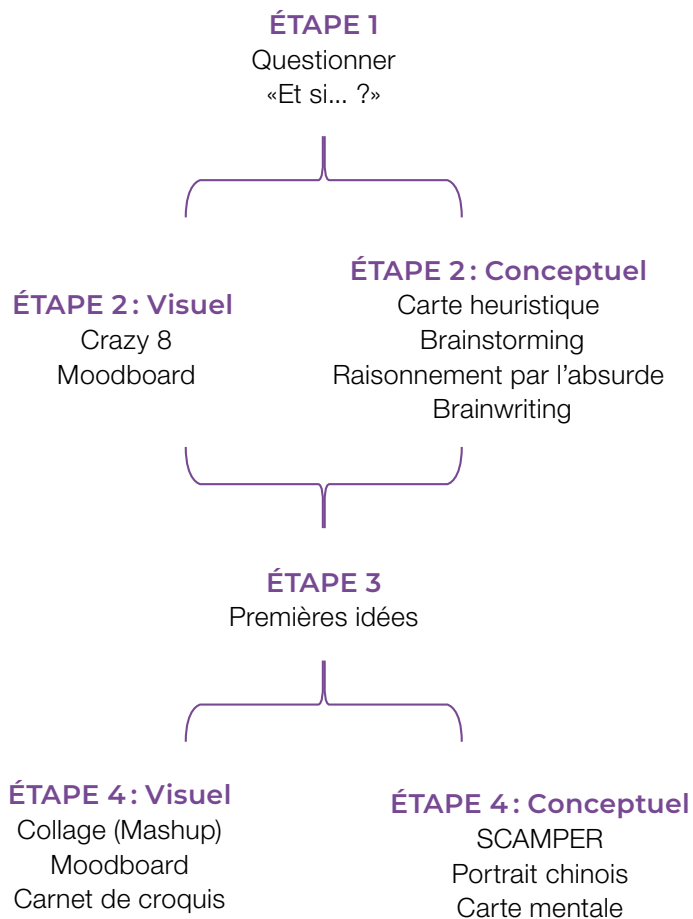 ÉTAPE 1
Questionner
«Et si... ?»
ÉTAPE 2 : Visuel
Crazy 8
Moodboard
ÉTAPE 2 : Conceptuel
Carte heuristique
Brainstorming
Raisonnement par l'absurde
Brainwriting
ÉTAPE 3
Premières idées
ÉTAPE 4 : Visuel
Collage (Mashup)
Moodboard
Carnet de croquis
ÉTAPE 4 : Conceptuel
SCAMPER
Portrait chinois
Carte mentale